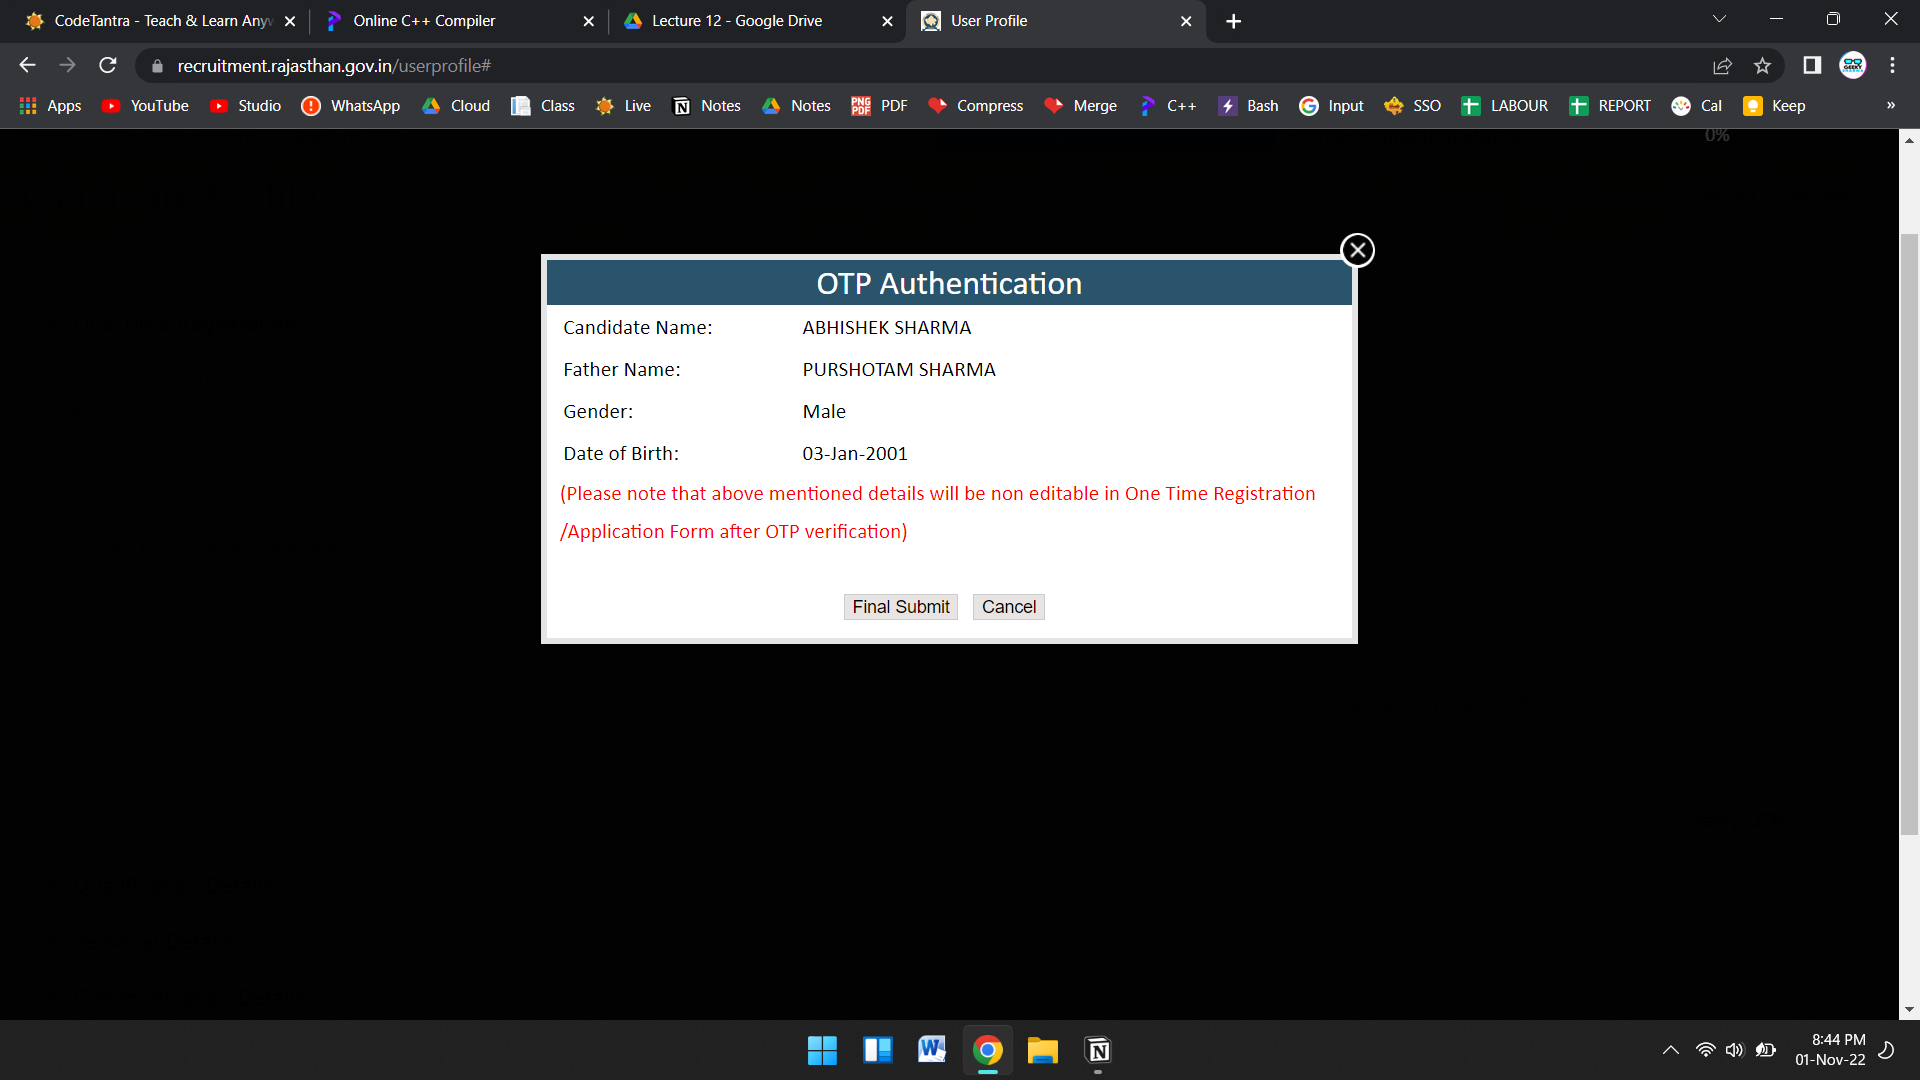 CodeTantra - Teach & Learn Any
Online C++ Compiler
Lecture 12 - Google Drive
User Profile
recruitment.rajasthan.gov.in/userprofile#
Apps YouTube Studio WhatsApp Cloud Class Live Notes Notes PDF Compress Merge C++ Bash Input SSO LABOUR REPORT Cal Keep »
0%
OTP Authentication
Candidate Name: ABHISHEK SHARMA
Father Name: PURSHOTAM SHARMA
Gender: Male
Date of Birth: 03-Jan-2001
(Please note that above mentioned details will be non editable in One Time Registration
/Application Form after OTP verification)
Final Submit Cancel
8:44 PM
01-Nov-22